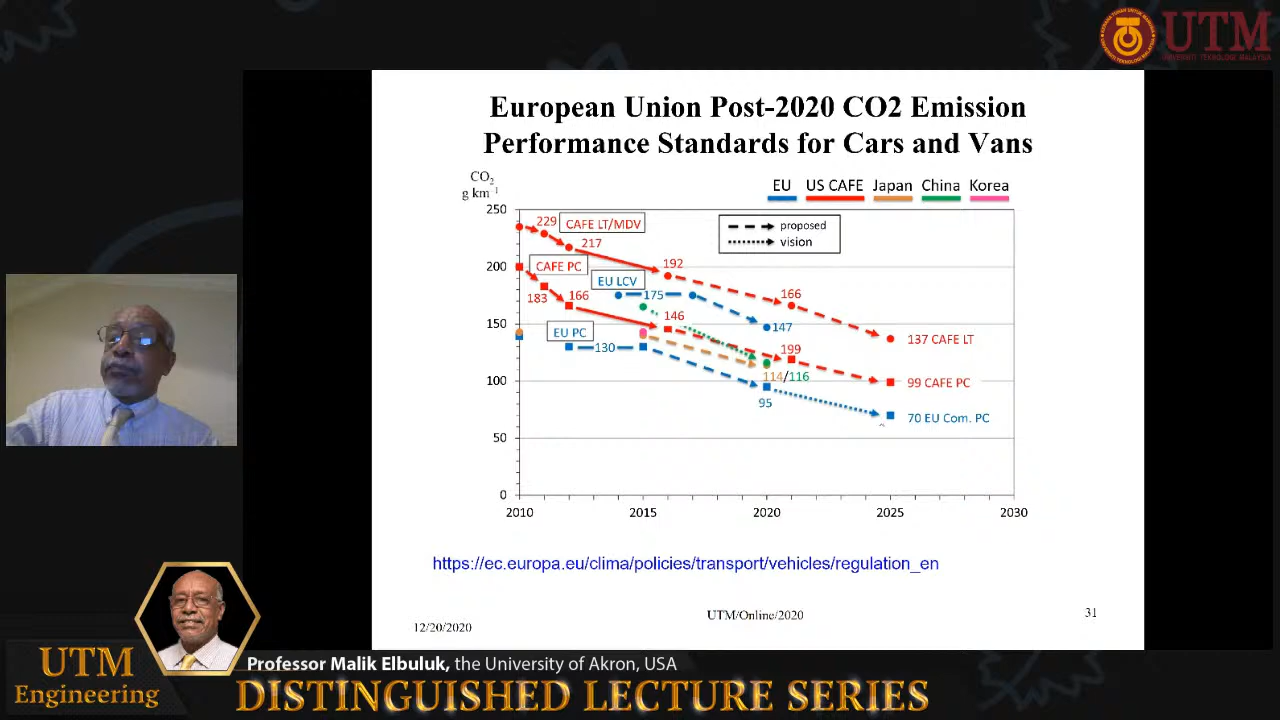 UTM
UNIVERSITI TEKNOLOGI MALAYSIA
European Union Post-2020 CO2 Emission
Performance Standards for Cars and Vans
CO2
g km-1
EU US CAFE Japan China Korea
250
200
150
100
50
0
2010 2015 2020 2025 2030
proposed
vision
229 CAFE LT/MDV
217
192
CAFE PC
EU LCV
183 166
175
166
146
147
EU PC
130
199
137 CAFE LT
114/116
99 CAFE PC
95
70 EU Com. PC
https://ec.europa.eu/clima/policies/transport/vehicles/regulation_en
12/20/2020
UTM/Online/2020
31
UTM
Engineering
Professor Malik Elbuluk, the University of Akron, USA
DISTINGUISHED LECTURE SERIES